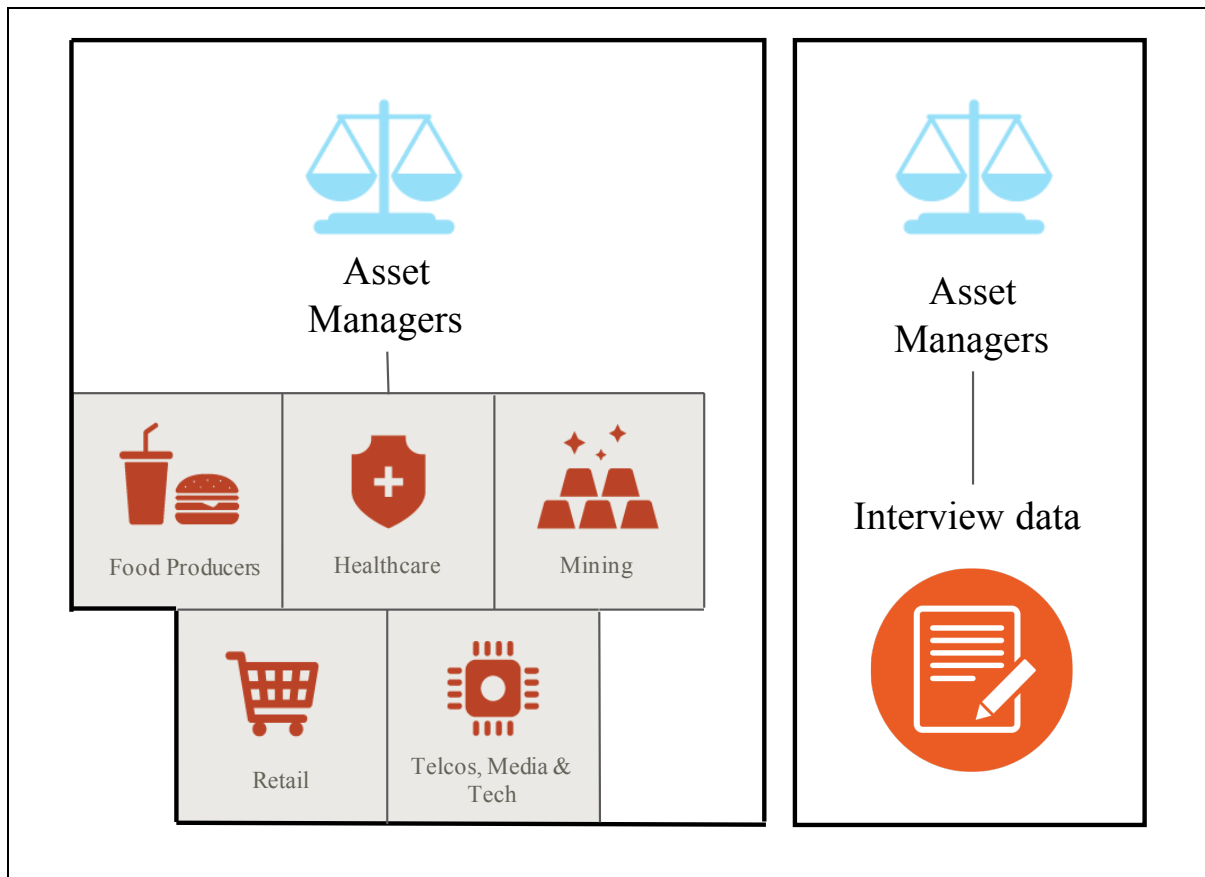 Asset
Managers
Food Producers
Healthcare
Mining
Retail
Telcos, Media &
Tech
Asset
Managers
Interview data